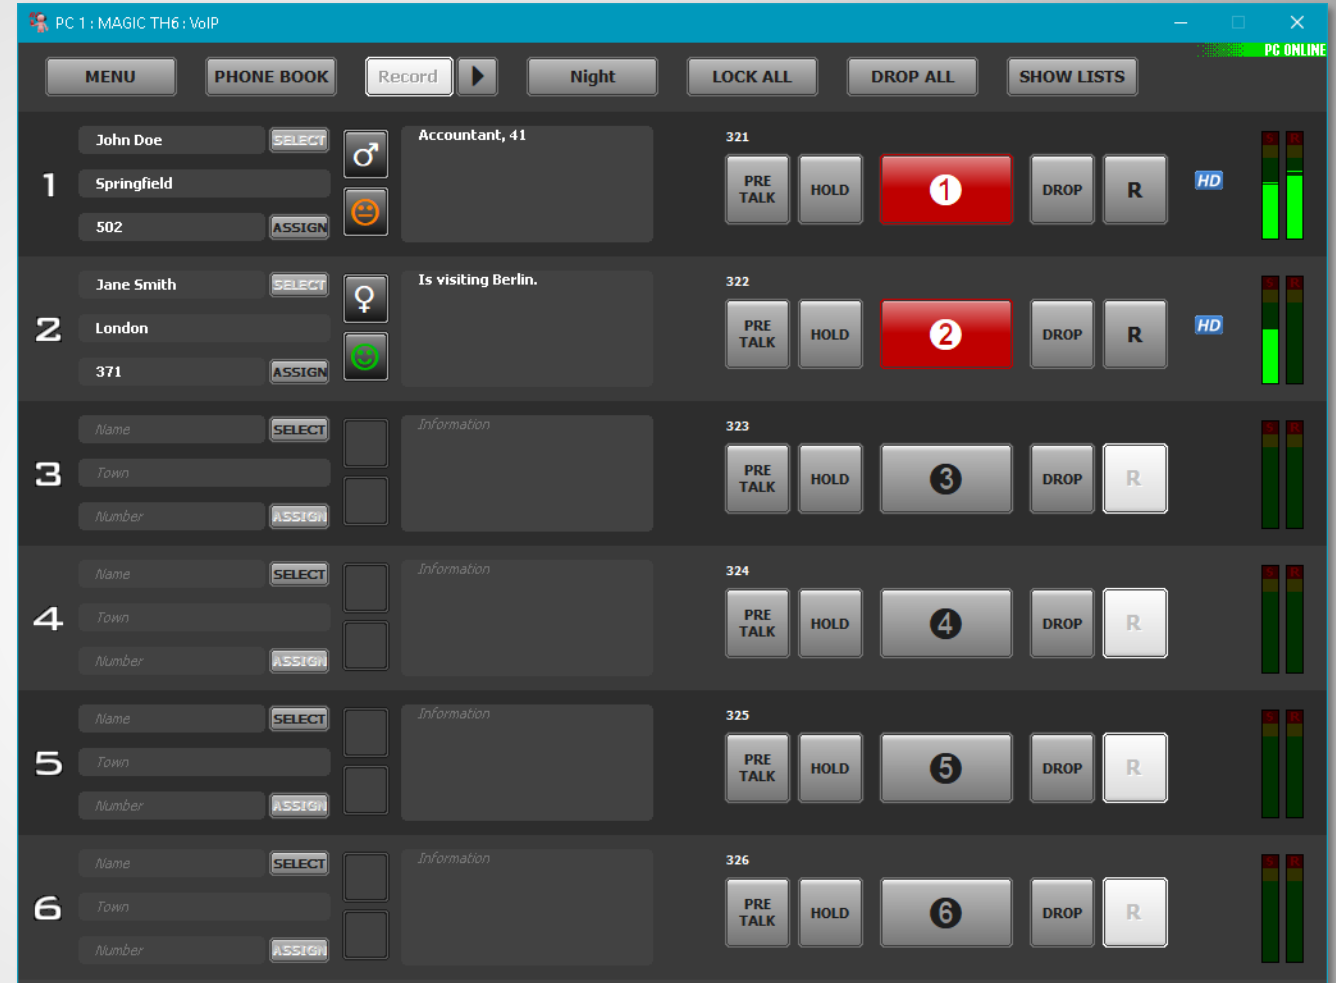 PC 1 : MAGIC TH6 : VoIP
PC ONLINE
MENU PHONE BOOK Record Night LOCK ALL DROP ALL SHOW LISTS
1
John Doe SELECT
Springfield
502 ASSIGN
Accountant, 41
321
PRE TALK HOLD 1 DROP R
HD
S R
2
Jane Smith SELECT
London
371 ASSIGN
Is visiting Berlin.
322
PRE TALK HOLD 2 DROP R
HD
S R
3
Name SELECT
Town
Number ASSIGN
Information
323
PRE TALK HOLD 3 DROP R
S R
4
Name SELECT
Town
Number ASSIGN
Information
324
PRE TALK HOLD 4 DROP R
S R
5
Name SELECT
Town
Number ASSIGN
Information
325
PRE TALK HOLD 5 DROP R
S R
6
Name SELECT
Town
Number ASSIGN
Information
326
PRE TALK HOLD 6 DROP R
S R